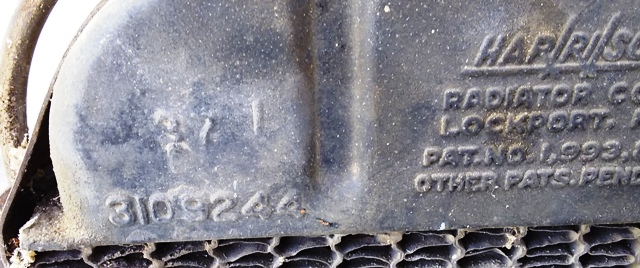 HARRISO
RADIATOR CO
LOCKPORT.
PAT. NO. 1,993,
OTHER PATS. PEND
3109244